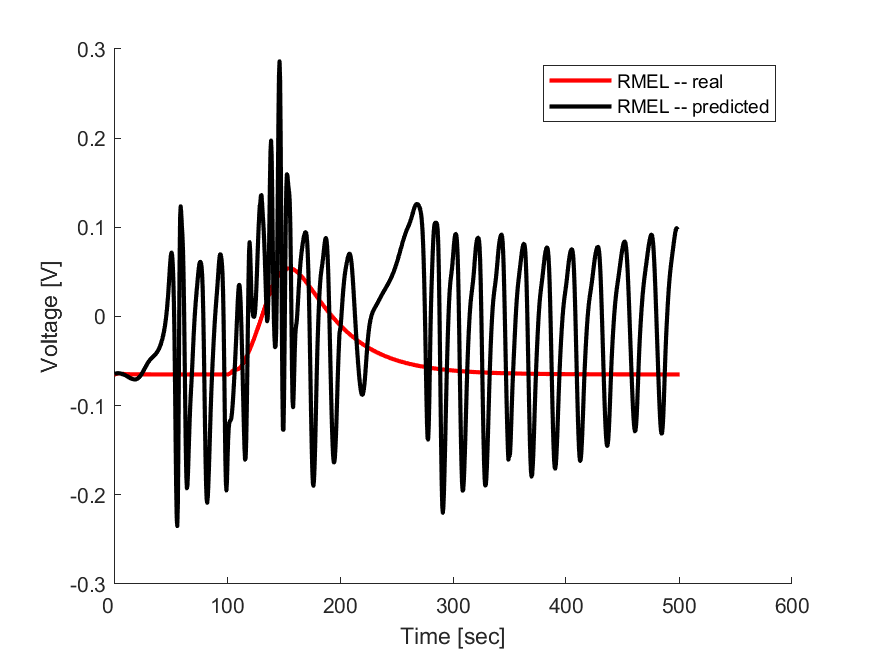 0.3
0.2
0.1
0
-0.1
-0.2
-0.3
Voltage [V]
RMEL -- real
RMEL -- predicted
0 100 200 300 400 500 600
Time [sec]